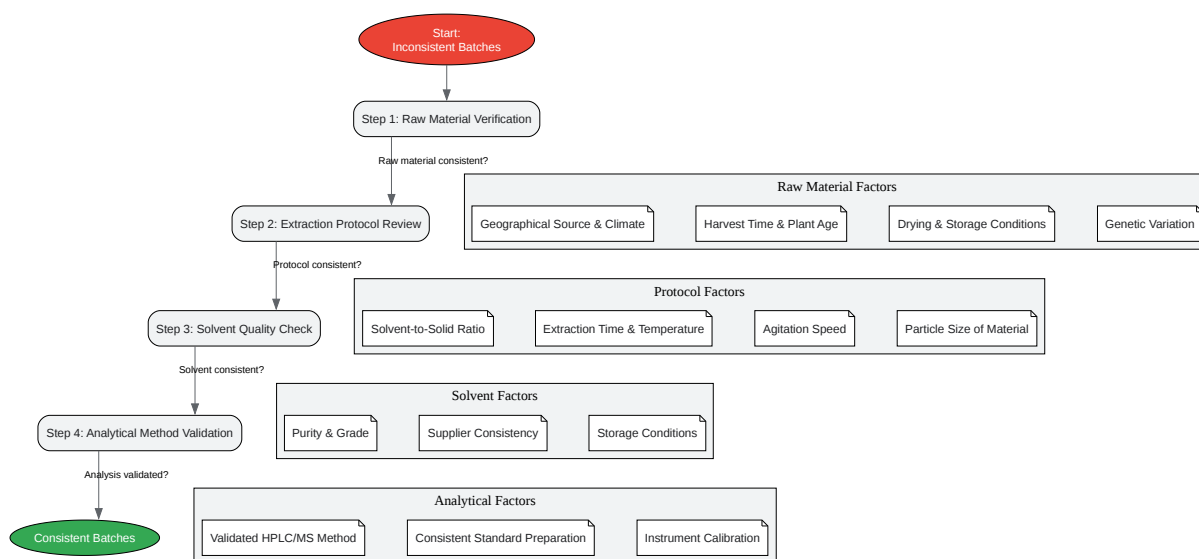 Start:
Inconsistent Batches
Step 1: Raw Material Verification
Raw material consistent?
Raw Material Factors
Geographical Source & Climate
Harvest Time & Plant Age
Drying & Storage Conditions
Genetic Variation
Step 2: Extraction Protocol Review
Protocol consistent?
Protocol Factors
Solvent-to-Solid Ratio
Extraction Time & Temperature
Agitation Speed
Particle Size of Material
Step 3: Solvent Quality Check
Solvent consistent?
Solvent Factors
Purity & Grade
Supplier Consistency
Storage Conditions
Step 4: Analytical Method Validation
Analysis validated?
Analytical Factors
Validated HPLC/MS Method
Consistent Standard Preparation
Instrument Calibration
Consistent Batches